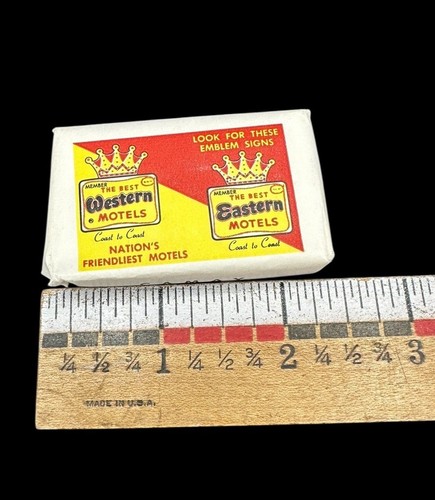 LOOK FOR THESE
EMBLEM SIGNS
MEMBER
THE BEST
Western
MOTELS
Coast to Coast
NATION'S
FRIENDLIEST MOTELS
MEMBER
THE BEST
Eastern
MOTELS
Coast to Coast
1/4 1/2 3/4 1 1/4 1/2 3/4 2 1/4 1/2 3/4 3
MADE IN U.S.A.